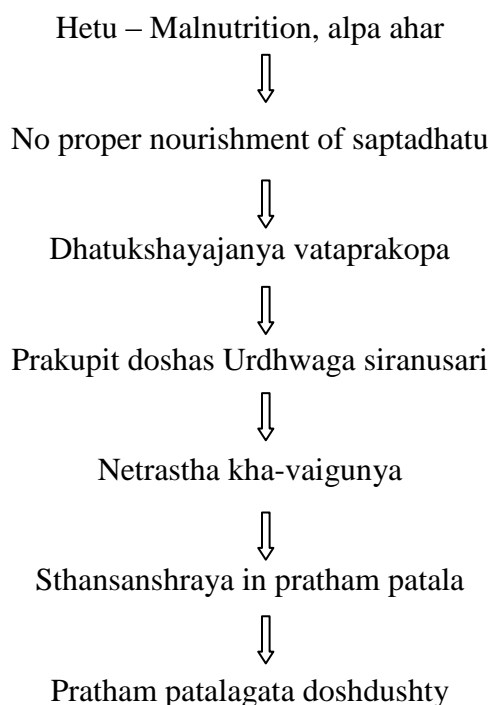 Hetu – Malnutrition, alpa ahar
No proper nourishment of saptadhatu
Dhatukshayajanya vataprakopa
Prakupit doshas Urdhwaga siranusari
Netrastha kha-vaigunya
Sthansanshraya in pratham patala
Pratham patalagata doshdushty